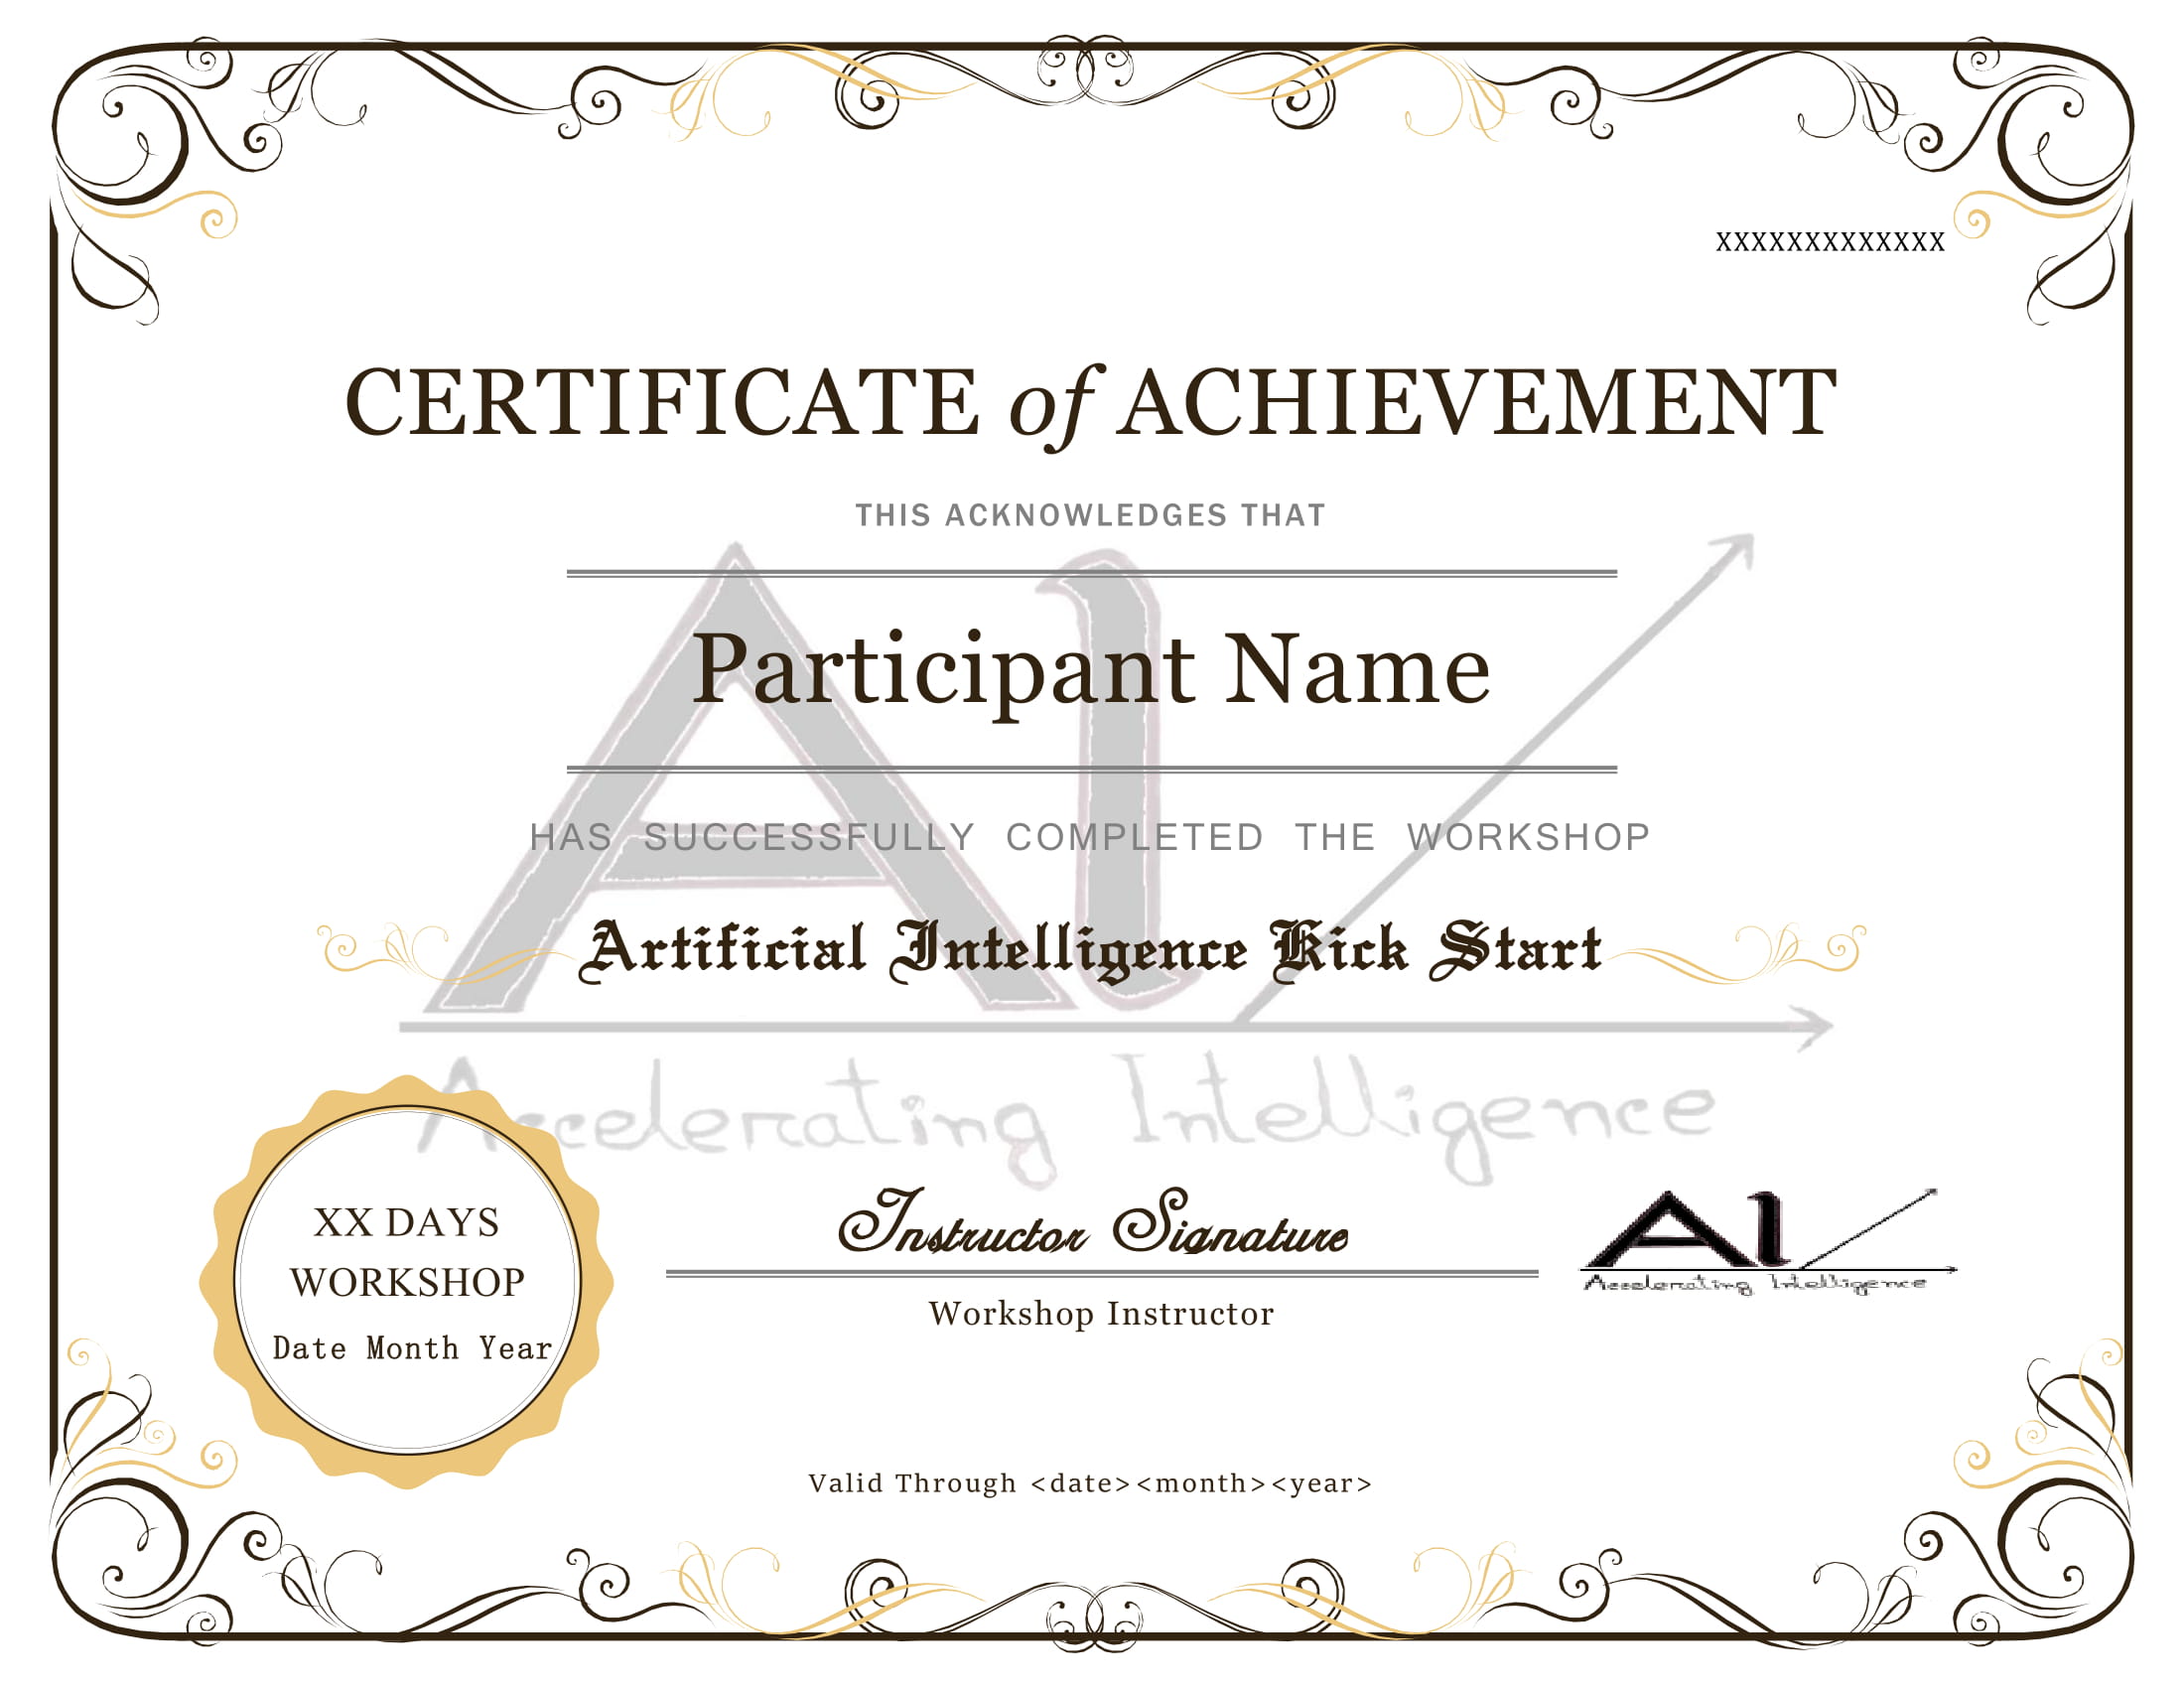 XXXXXXXXXXXXX
CERTIFICATE of ACHIEVEMENT
THIS ACKNOWLEDGES THAT
AI
Participant Name
HAS SUCCESSFULLY COMPLETED THE WORKSHOP
Artificial Intelligence Kick Start
Accelerating Intelligence
XX DAYS
WORKSHOP
Date Month Year
Instructor Signature
Workshop Instructor
AI
Accelerating Intelligence
Valid Through <date><month><year>